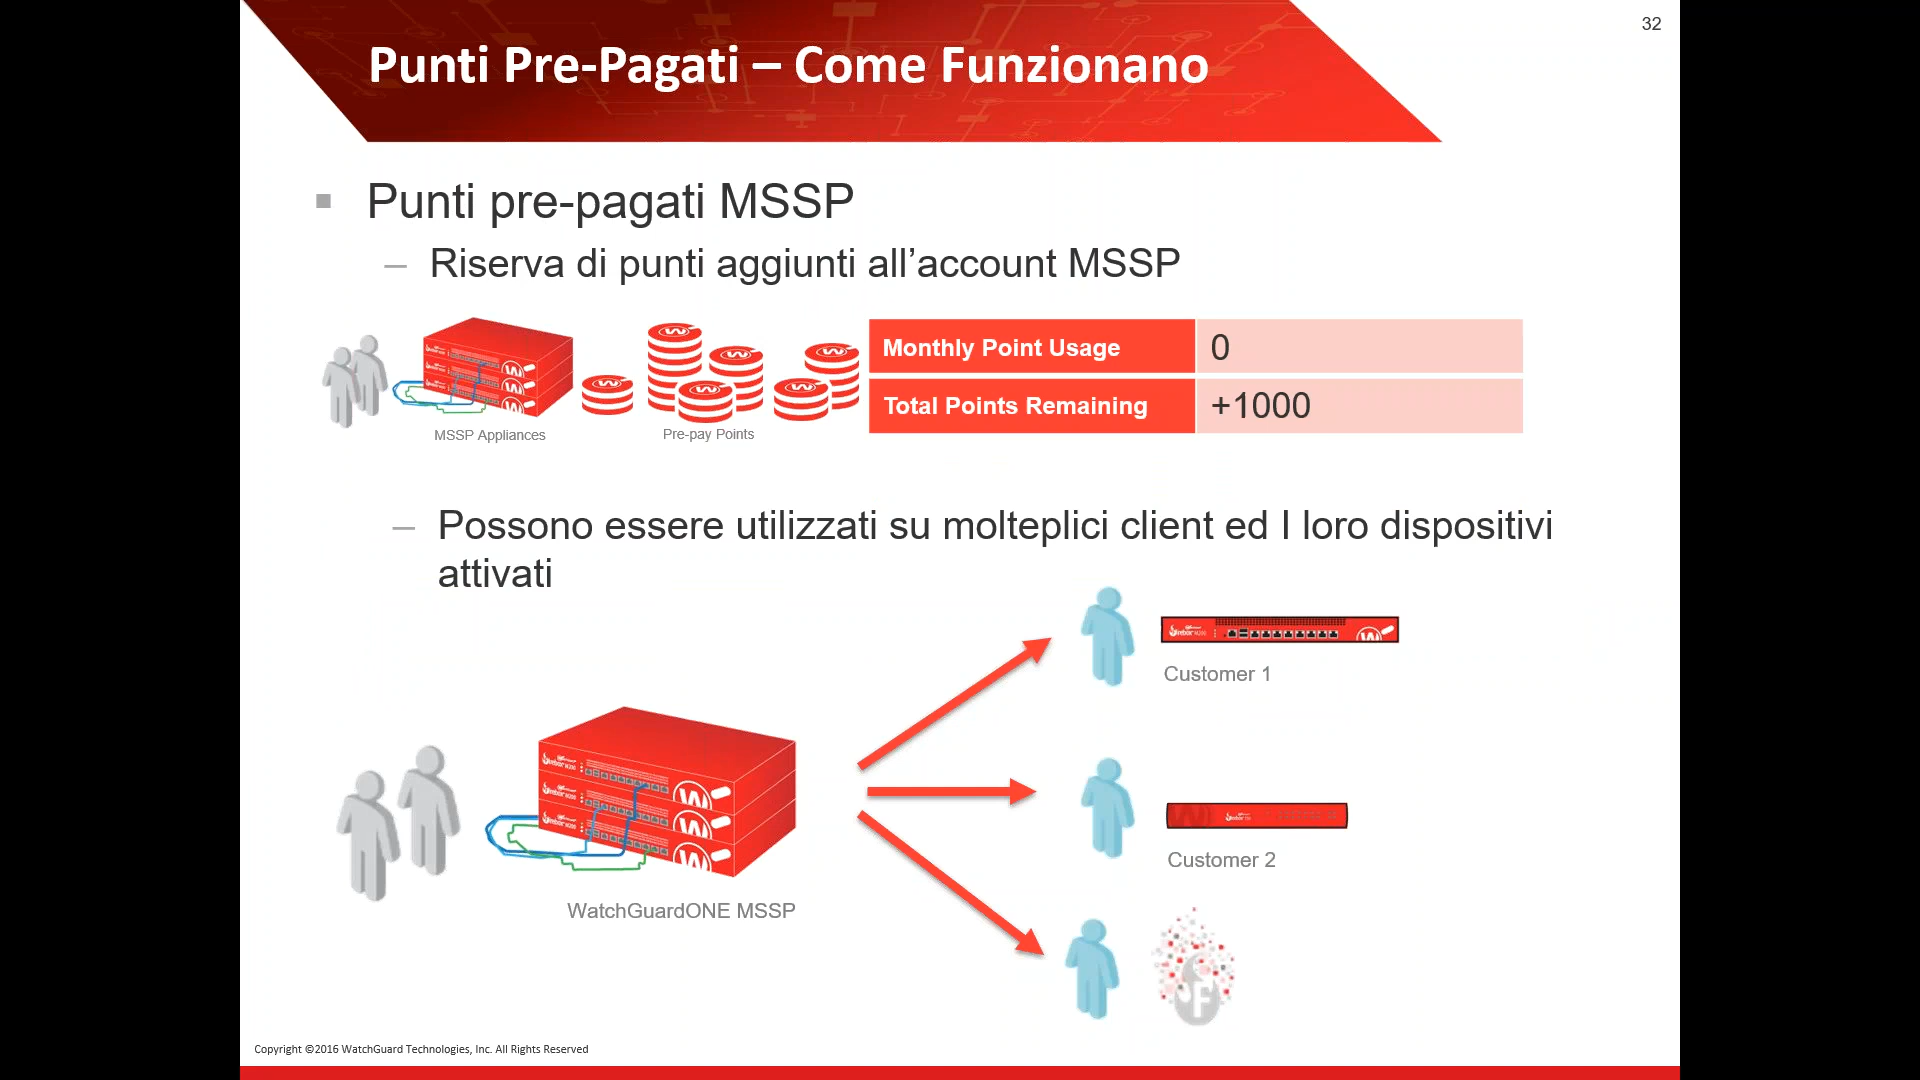 32
Punti Pre-Pagati – Come Funzionano
Punti pre-pagati MSSP
– Riserva di punti aggiunti all’account MSSP
Monthly Point Usage 0
Total Points Remaining +1000
MSSP Appliances
Pre-pay Points
– Possono essere utilizzati su molteplici client ed I loro dispositivi
attivati
Customer 1
Customer 2
WatchGuardONE MSSP
Copyright ©2016 WatchGuard Technologies, Inc. All Rights Reserved